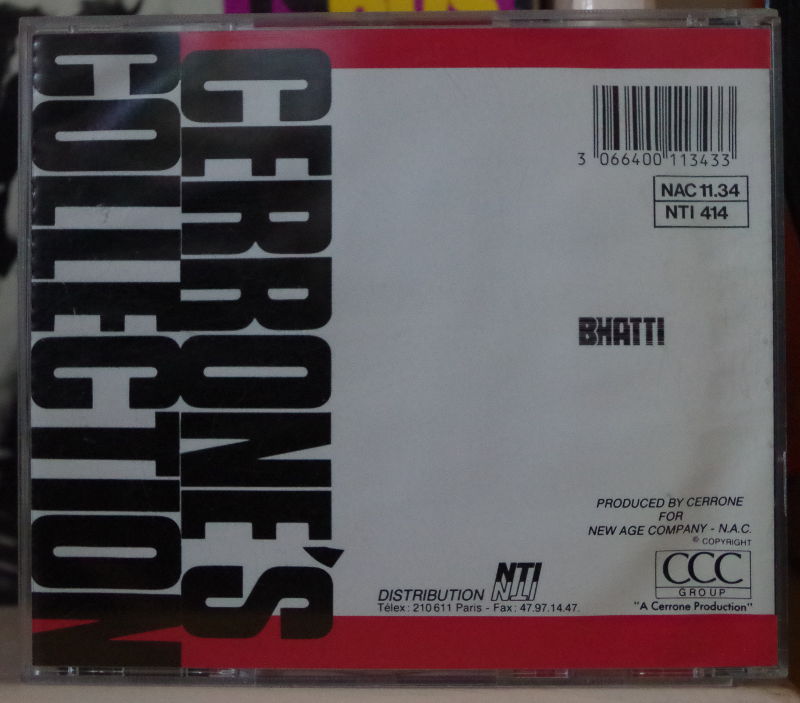 CERRONE'S
COLLECTION
3 066400 113433
NAC 11.34
NTI 414
BHATTI
PRODUCED BY CERRONE
FOR
NEW AGE COMPANY - N.A.C.
© COPYRIGHT
CCC
GROUP
"A Cerrone Production"
DISTRIBUTION NTI
Télex : 210 611 Paris - Fax : 47.97.14.47.